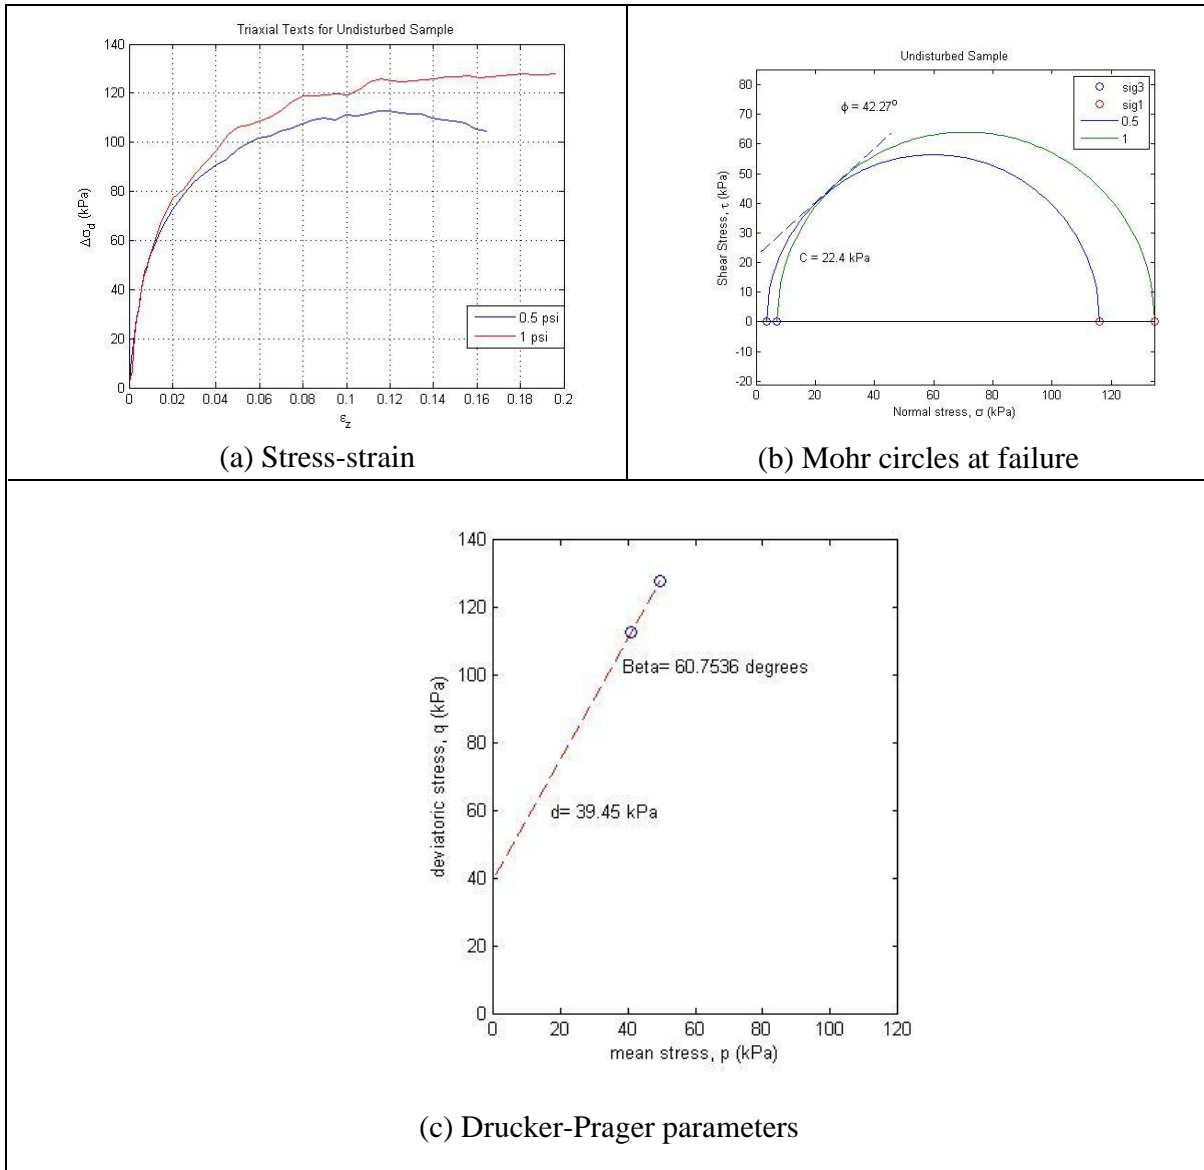 Triaxial Texts for Undisturbed Sample
140
120
100
80
60
40
20
0
Δσd (kPa)
0 0.02 0.04 0.06 0.08 0.1 0.12 0.14 0.16 0.18 0.2
εz
0.5 psi
1 psi
(a) Stress-strain
Undisturbed Sample
80
70
60
50
40
30
20
10
0
-10
-20
Shear Stress, τ (kPa)
ϕ = 42.27º
C = 22.4 kPa
sig3
sig1
0.5
1
0 20 40 60 80 100 120
Normal stress, σ (kPa)
(b) Mohr circles at failure
140
120
100
80
60
40
20
0
deviatoric stress, q (kPa)
Beta= 60.7536 degrees
d= 39.45 kPa
0 20 40 60 80 100 120
mean stress, p (kPa)
(c) Drucker-Prager parameters